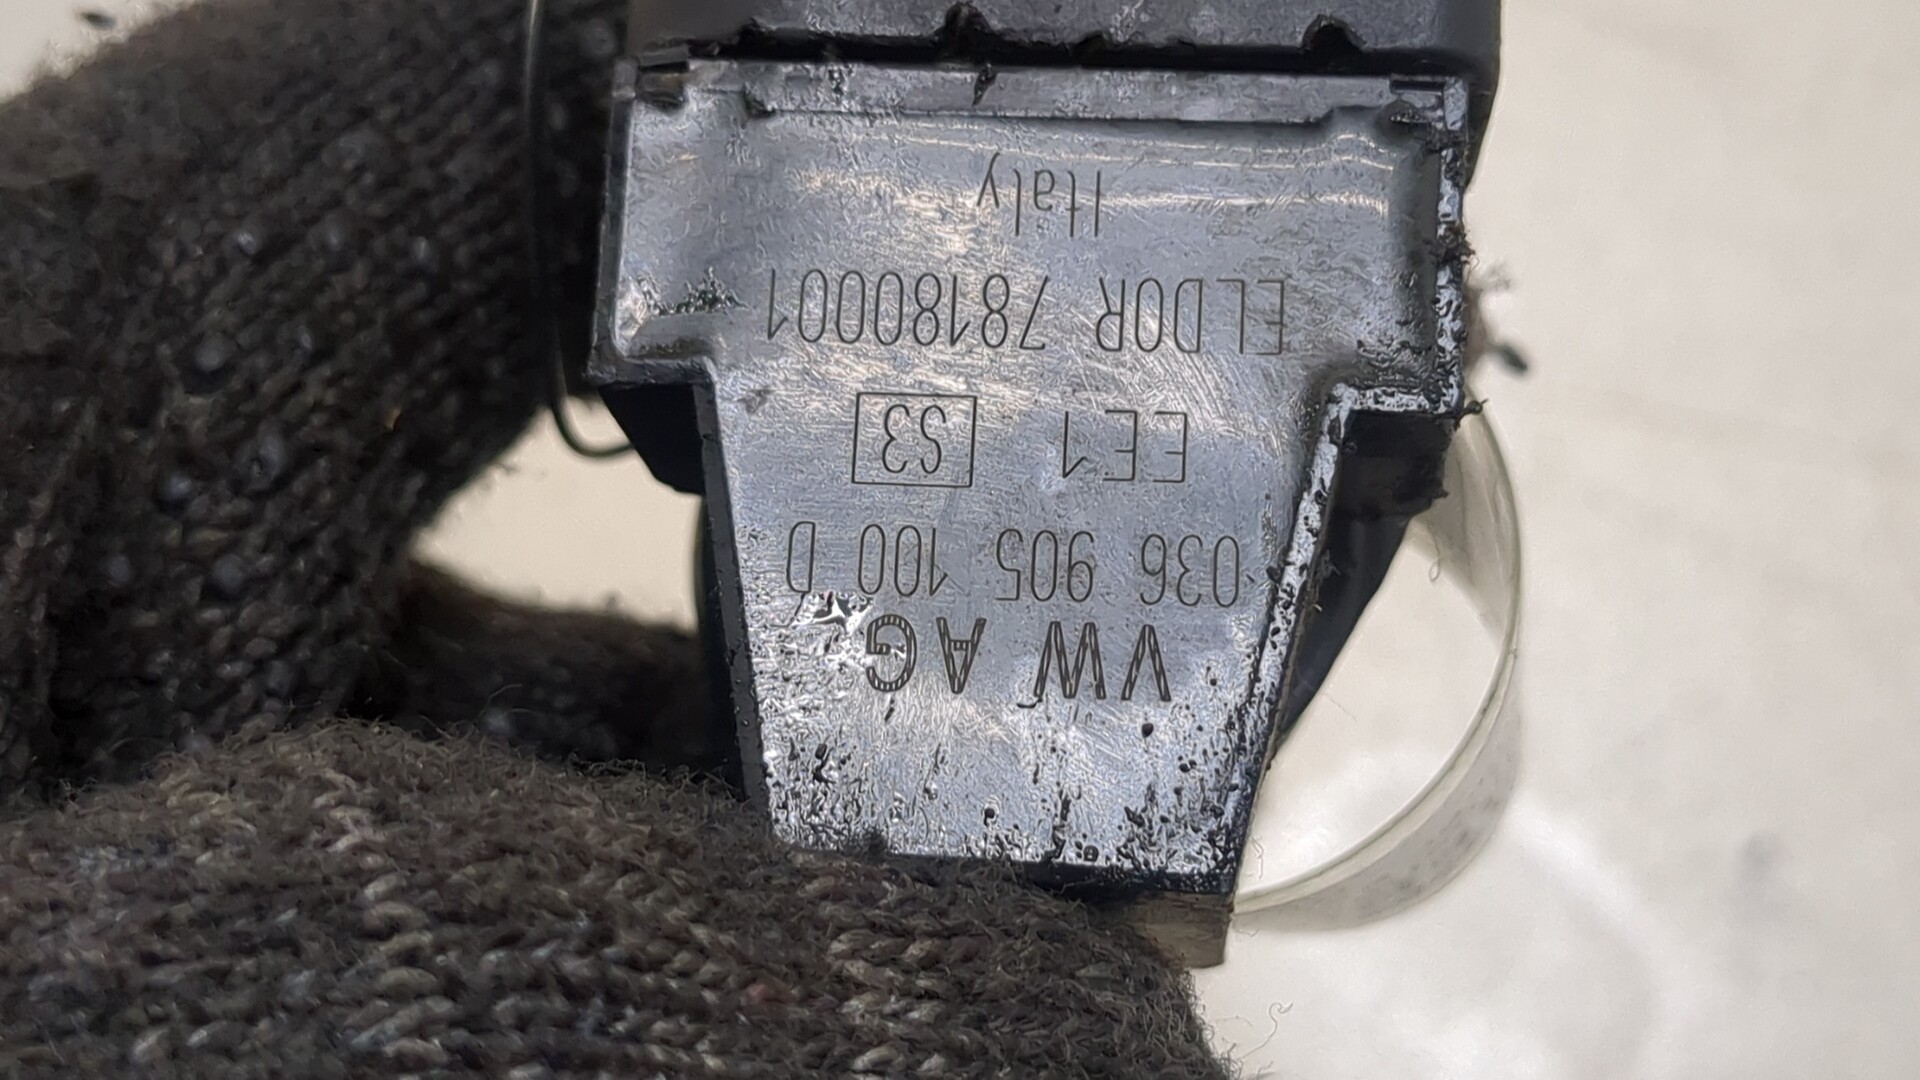 VW AG
036 905 100 D
EE1 S3
ELDOR 78180001
Italy